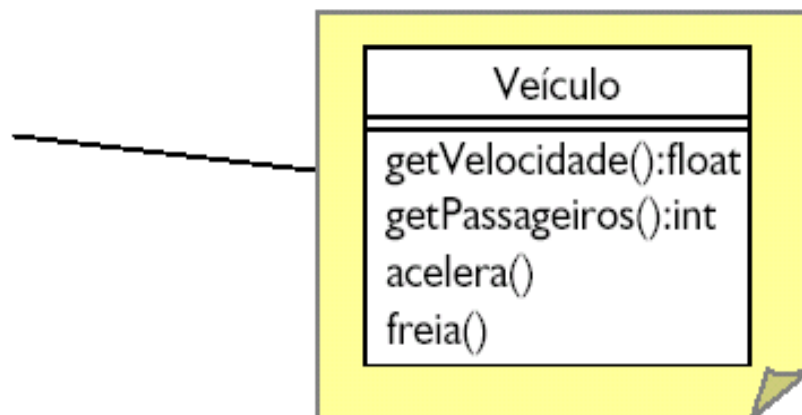 Veículo
getVelocidade():float
getPassageiros():int
acelera()
freia()